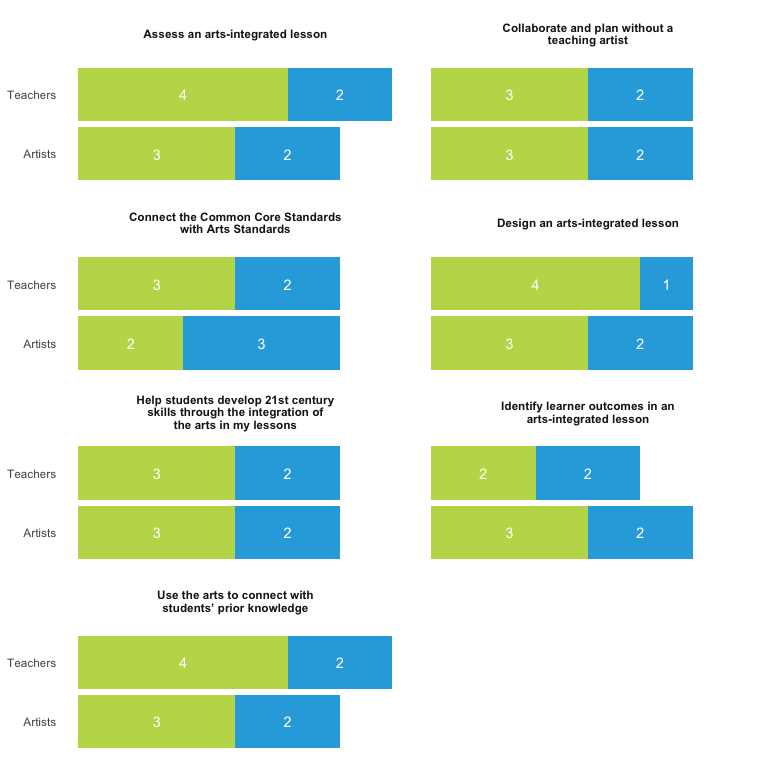 Assess an arts-integrated lesson
Teachers 4 2
Artists 3 2
Collaborate and plan without a
teaching artist
3 2
3 2
Connect the Common Core Standards
with Arts Standards
Teachers 3 2
Artists 2 3
Design an arts-integrated lesson
4 1
3 2
Help students develop 21st century
skills through the integration of
the arts in my lessons
Teachers 3 2
Artists 3 2
Identify learner outcomes in an
arts-integrated lesson
2 2
3 2
Use the arts to connect with
students’ prior knowledge
Teachers 4 2
Artists 3 2